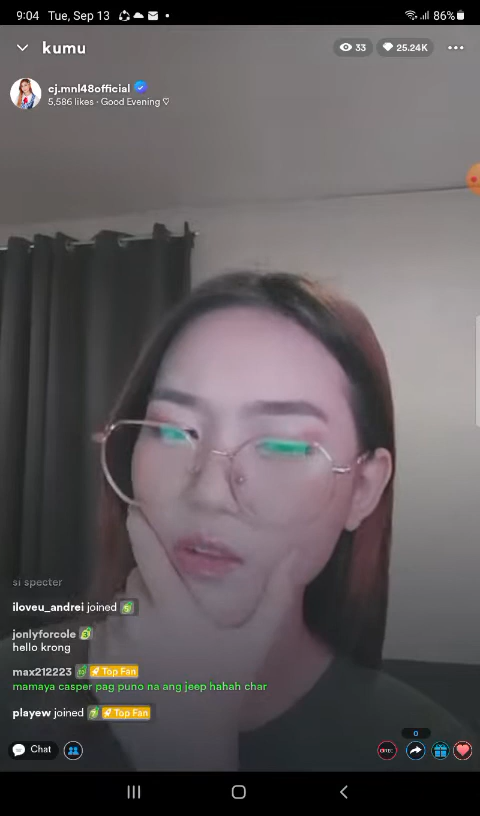 9:04 Tue, Sep 13 86%
kumu 33 25.24K
cj.mnl48official
5,586 likes · Good Evening ♡
si specter
iloveu_andrei joined
jonlyforcole
hello krong
max212223 Top Fan
mamaya casper pag puno na ang jeep hahah char
playew joined Top Fan
0
Chat